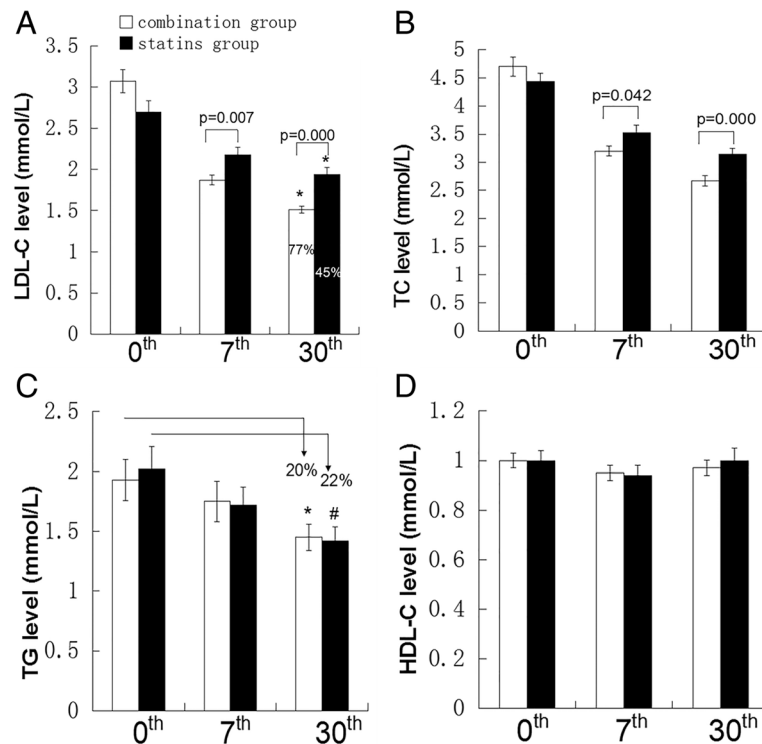 A
combination group
statins group
LDL-C level (mmol/L)
3.5
3
2.5
2
1.5
1
0.5
0
p=0.007
p=0.000
*
*
77%
45%
0th
7th
30th
B
TC level (mmol/L)
5
4.5
4
3.5
3
2.5
2
1.5
1
0.5
0
p=0.042
p=0.000
0th
7th
30th
C
TG level (mmol/L)
2.5
2
1.5
1
0.5
0
20%
22%
*
#
0th
7th
30th
D
HDL-C level (mmol/L)
1.2
1
0.8
0.6
0.4
0.2
0
0th
7th
30th